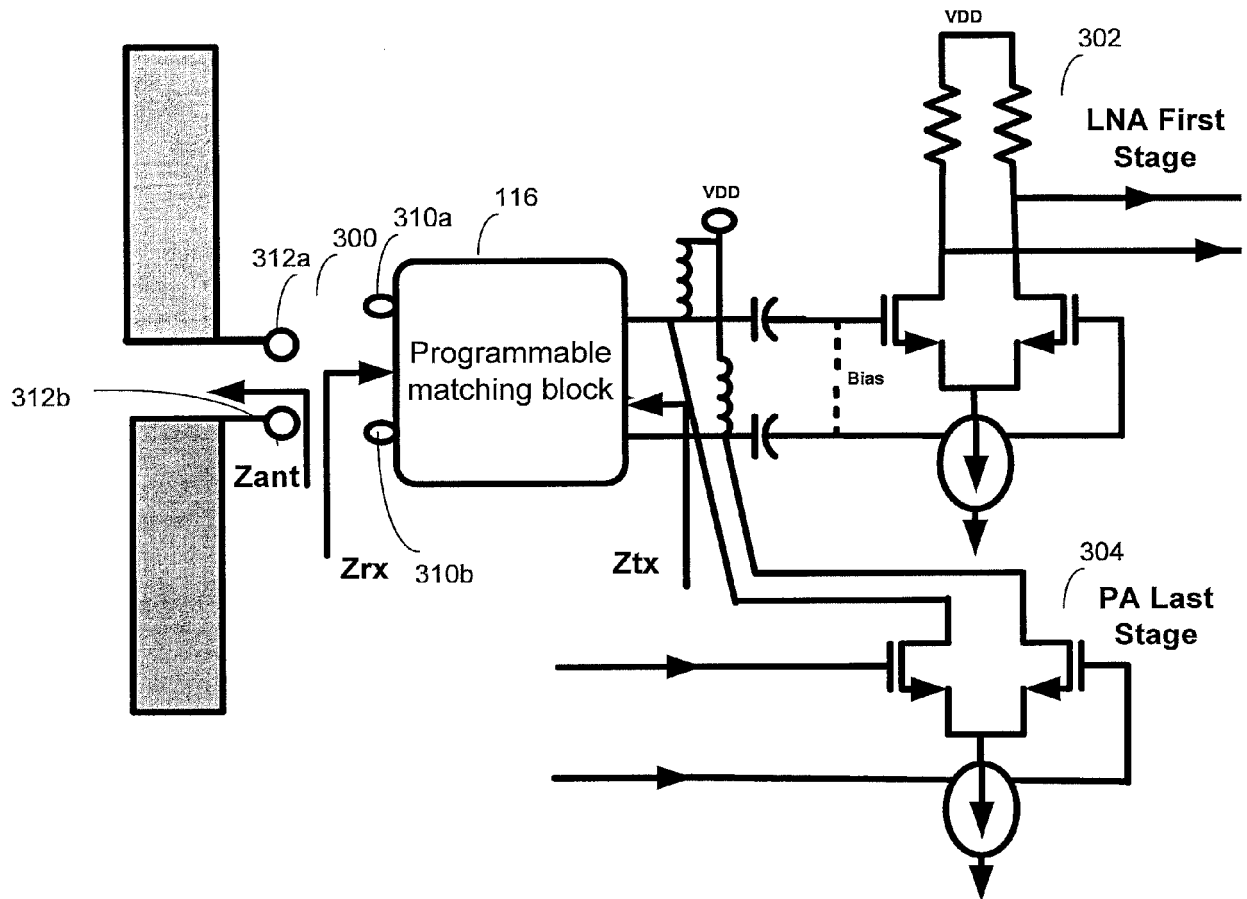 VDD
302
LNA First
Stage
VDD
116
310a
300
312a
Programmable
matching block
Bias
312b
Zant
Zrx
310b
Ztx
304
PA Last
Stage